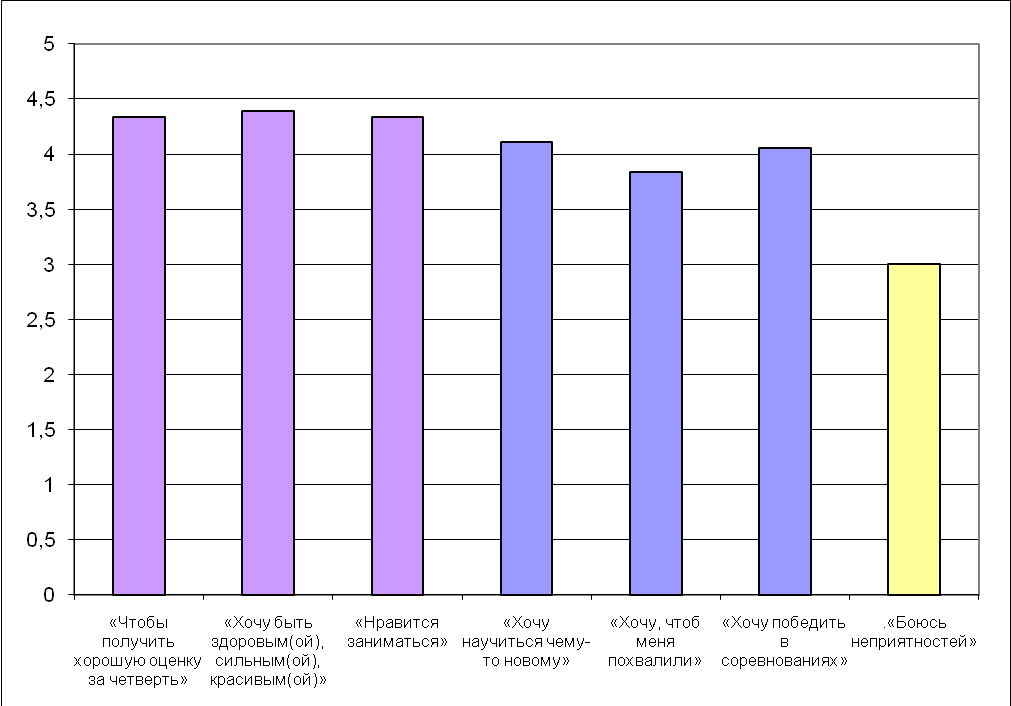 5
4,5
4
3,5
3
2,5
2
1,5
1
0,5
0
«Чтобы
получить
хорошую оценку
за четверть»
«Хочу быть
здоровым(ой),
сильным(ой),
красивым(ой)»
«Нравится
заниматься»
«Хочу
научиться чему-
то новому»
«Хочу, чтоб
меня
похвалили»
«Хочу победить
в
соревнованиях»
.«Боюсь
неприятностей»